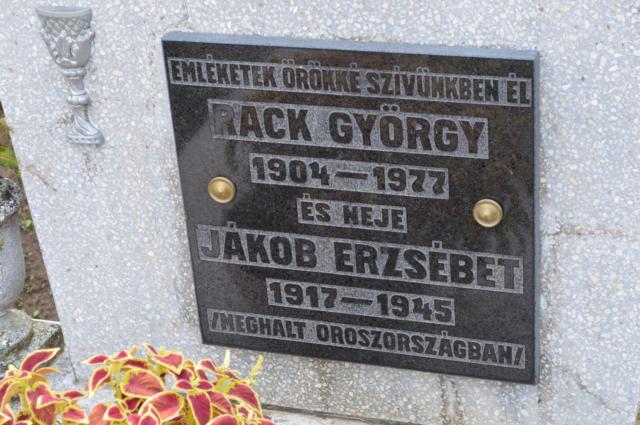 EMLÉKETEK ÖRÖKKÉ SZÍVÜNKBEN ÉL
RACK GYÖRGY
1904—1977
ÉS NEJE
JÁKOB ERZSÉBET
1917—1945
/MEGHALT OROSZORSZÁGBAN/